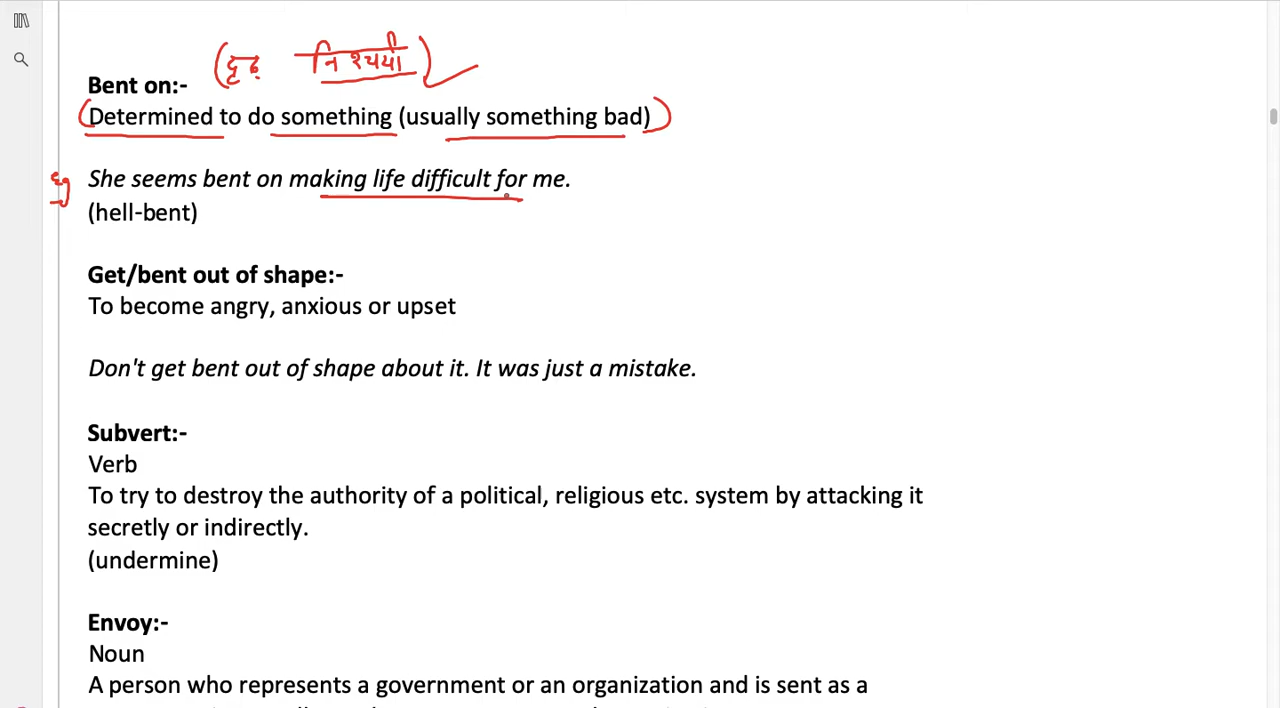 (दृढ़ निश्चयी)
Bent on:-
(Determined to do something (usually something bad))
Eg She seems bent on making life difficult for me.
(hell-bent)
Get/bent out of shape:-
To become angry, anxious or upset
Don't get bent out of shape about it. It was just a mistake.
Subvert:-
Verb
To try to destroy the authority of a political, religious etc. system by attacking it
secretly or indirectly.
(undermine)
Envoy:-
Noun
A person who represents a government or an organization and is sent as a